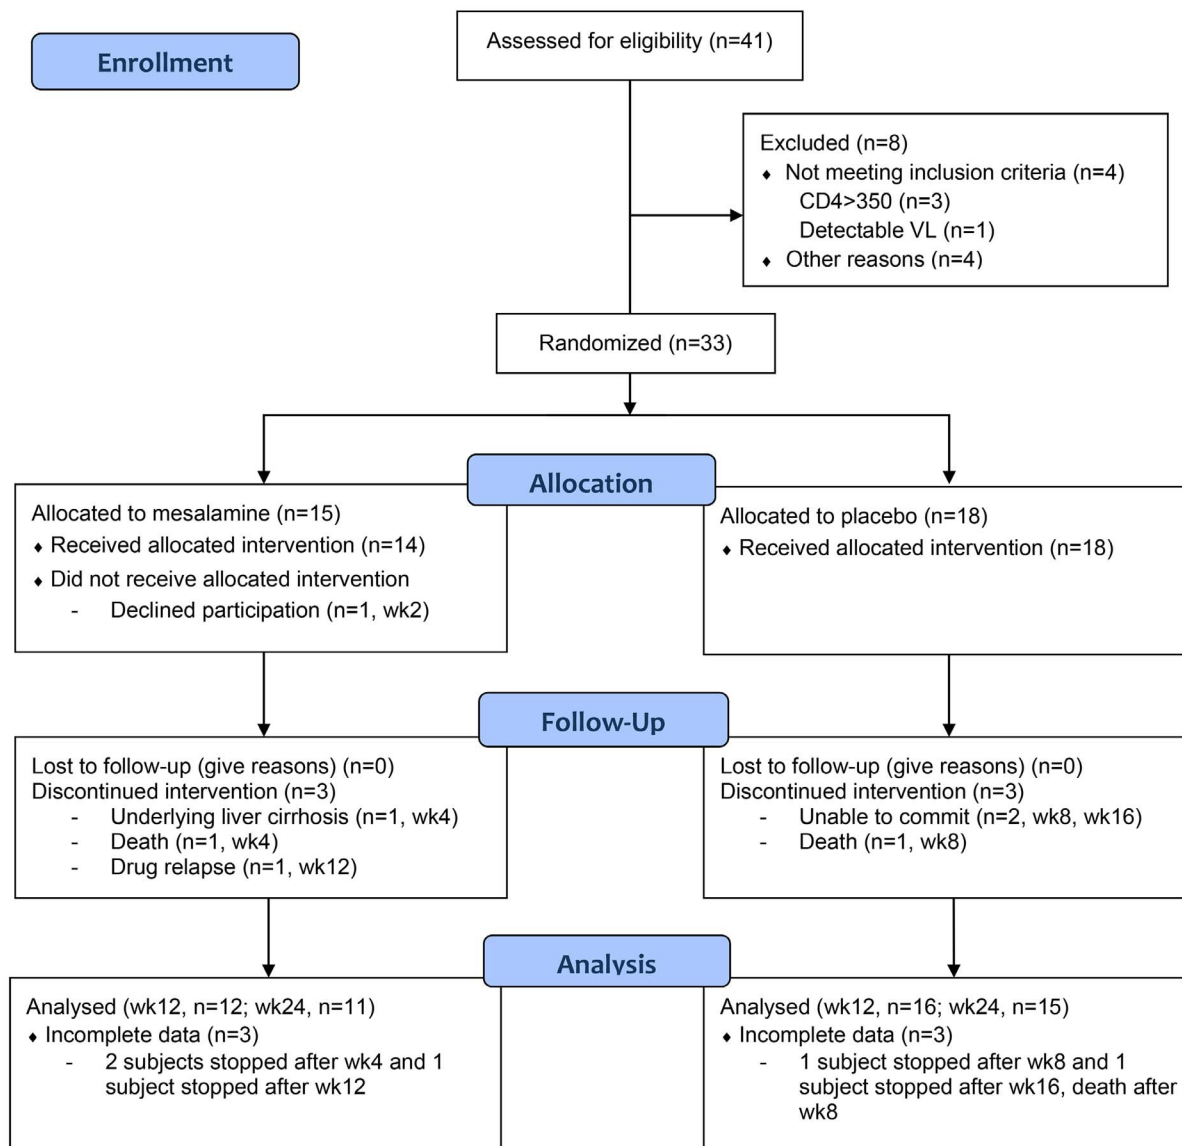 Enrollment
Assessed for eligibility (n=41)
Excluded (n=8)
♦ Not meeting inclusion criteria (n=4)
CD4>350 (n=3)
Detectable VL (n=1)
♦ Other reasons (n=4)
Randomized (n=33)
Allocation
Allocated to mesalamine (n=15)
♦ Received allocated intervention (n=14)
♦ Did not receive allocated intervention
- Declined participation (n=1, wk2)
Allocated to placebo (n=18)
♦ Received allocated intervention (n=18)
Follow-Up
Lost to follow-up (give reasons) (n=0)
Discontinued intervention (n=3)
- Underlying liver cirrhosis (n=1, wk4)
- Death (n=1, wk4)
- Drug relapse (n=1, wk12)
Lost to follow-up (give reasons) (n=0)
Discontinued intervention (n=3)
- Unable to commit (n=2, wk8, wk16)
- Death (n=1, wk8)
Analysis
Analysed (wk12, n=12; wk24, n=11)
♦ Incomplete data (n=3)
- 2 subjects stopped after wk4 and 1
subject stopped after wk12
Analysed (wk12, n=16; wk24, n=15)
♦ Incomplete data (n=3)
- 1 subject stopped after wk8 and 1
subject stopped after wk16, death after
wk8